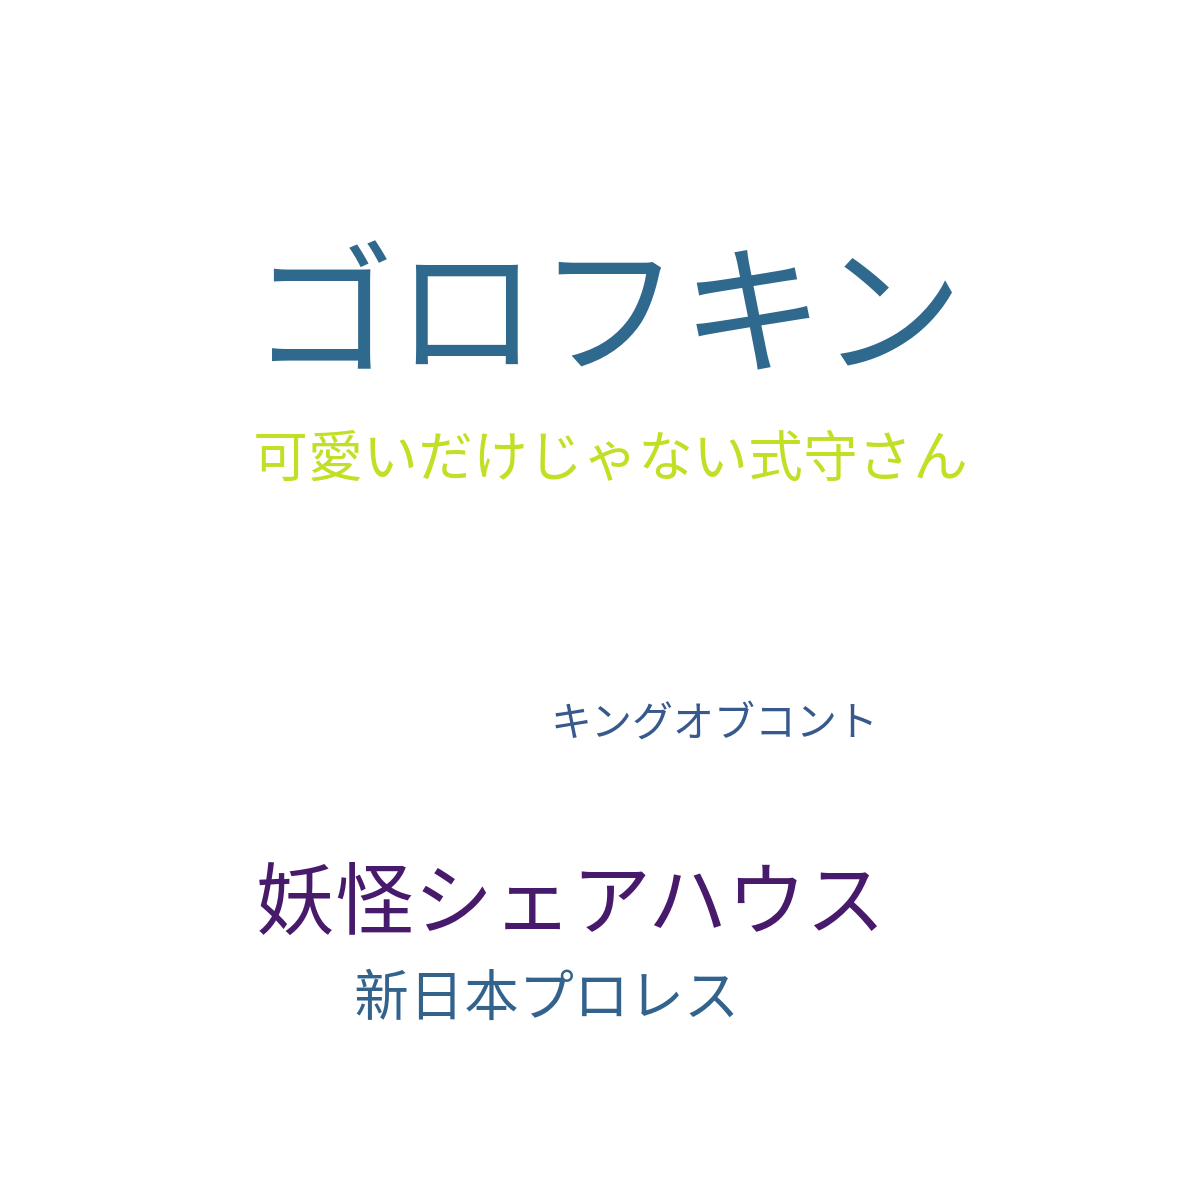 ゴロフキン
可愛いだけじゃない式守さん
キングオブコント
妖怪シェアハウス
新日本プロレス